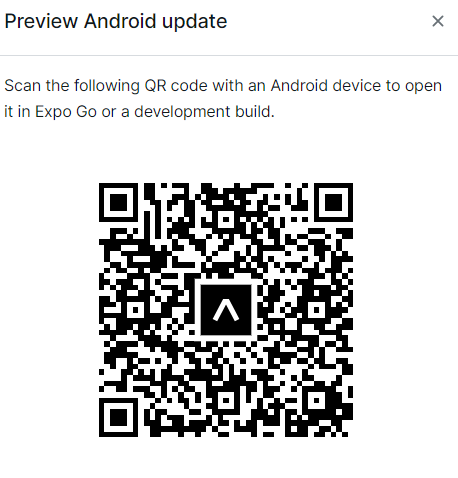 Preview Android update
Scan the following QR code with an Android device to open
it in Expo Go or a development build.